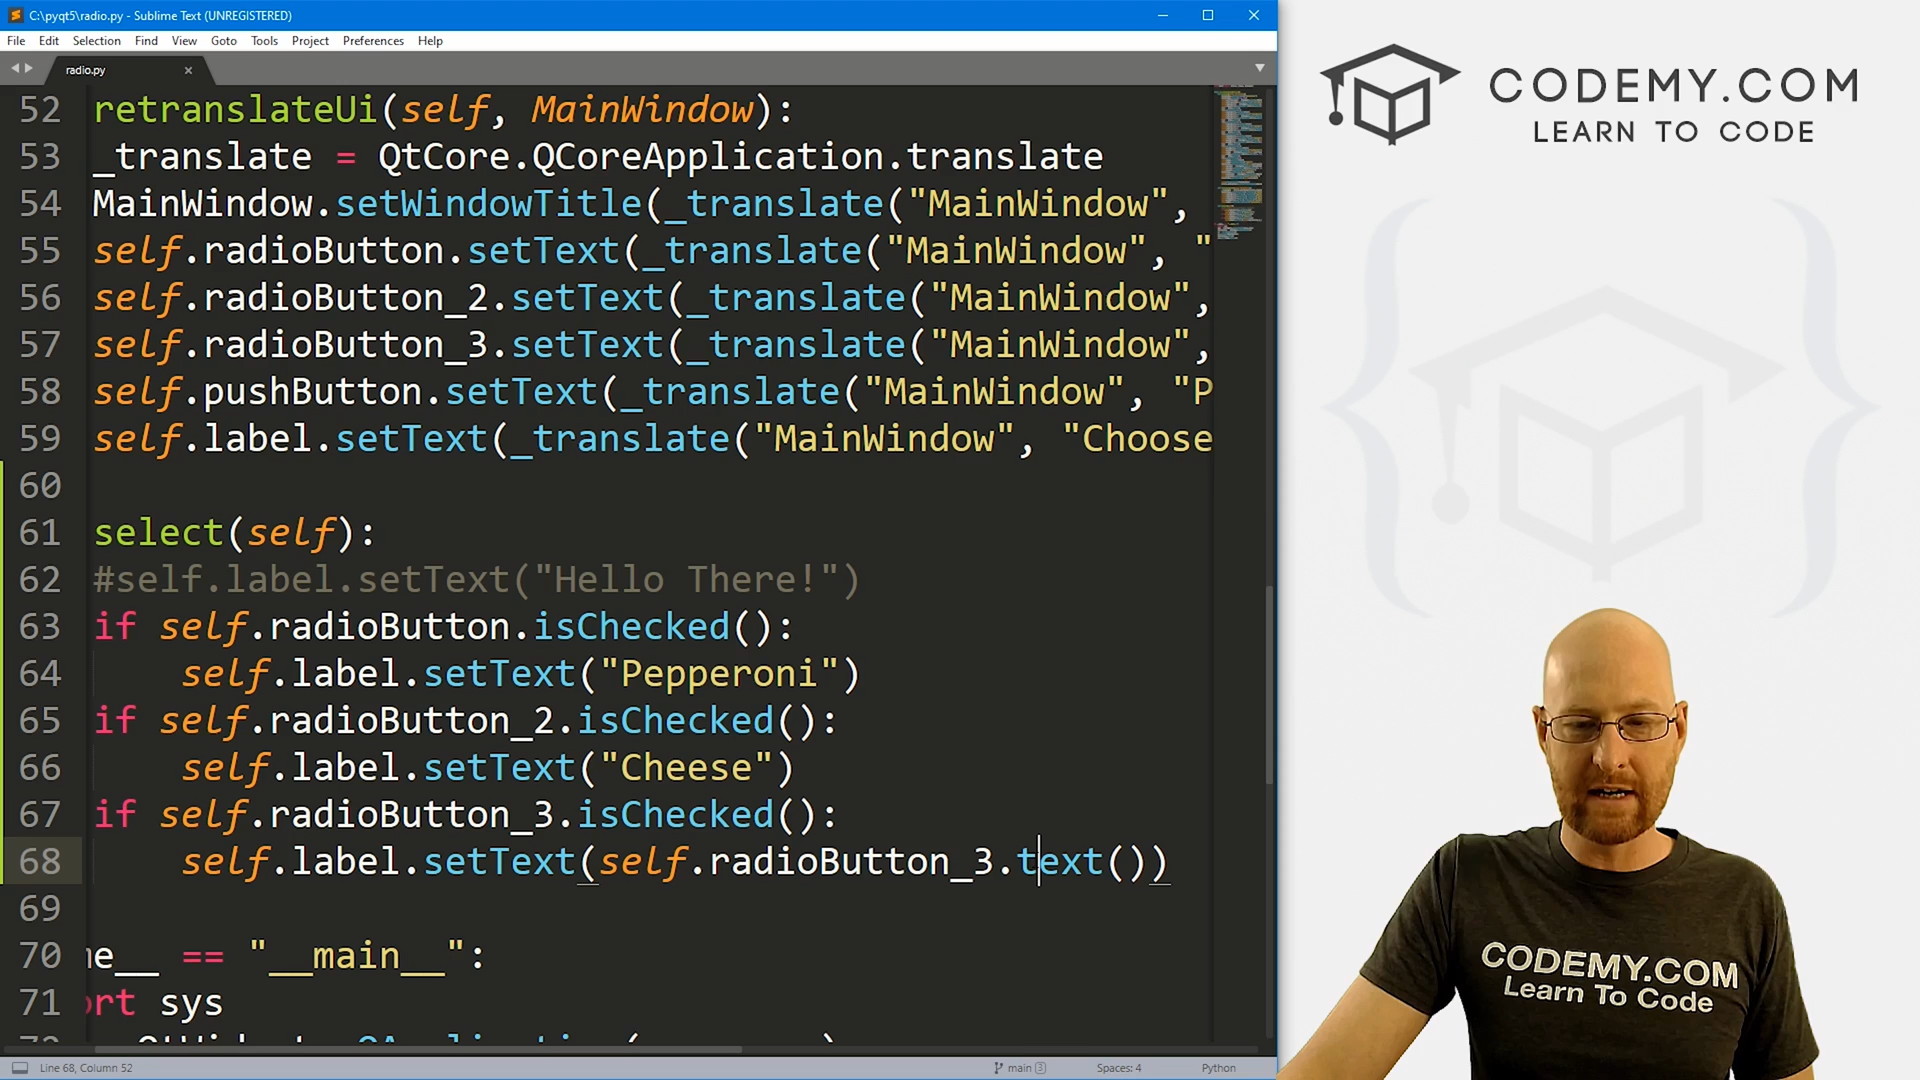 C:\pyqt5\radio.py - Sublime Text (UNREGISTERED)
File Edit Selection Find View Goto Tools Project Preferences Help
radio.py
52 retranslateUi(self, MainWindow):
53 _translate = QtCore.QCoreApplication.translate
54 MainWindow.setWindowTitle(_translate("MainWindow",
55 self.radioButton.setText(_translate("MainWindow", "
56 self.radioButton_2.setText(_translate("MainWindow",
57 self.radioButton_3.setText(_translate("MainWindow",
58 self.pushButton.setText(_translate("MainWindow", "P
59 self.label.setText(_translate("MainWindow", "Choose
60
61 select(self):
62 #self.label.setText("Hello There!")
63 if self.radioButton.isChecked():
64 self.label.setText("Pepperoni")
65 if self.radioButton_2.isChecked():
66 self.label.setText("Cheese")
67 if self.radioButton_3.isChecked():
68 self.label.setText(self.radioButton_3.text())
69
70 me__ == "__main__":
71 ort sys
Line 68, Column 52
main 3
Spaces: 4
Python
CODEMY.COM
LEARN TO CODE
CODEMY.COM
Learn To Code